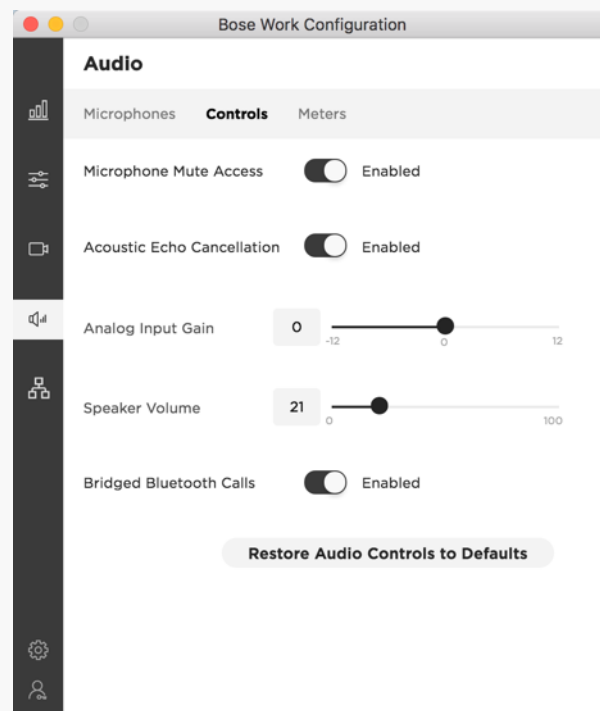 Bose Work Configuration
Audio
Microphones Controls Meters
Microphone Mute Access Enabled
Acoustic Echo Cancellation Enabled
Analog Input Gain 0
-12 0 12
Speaker Volume 21
0 100
Bridged Bluetooth Calls Enabled
Restore Audio Controls to Defaults